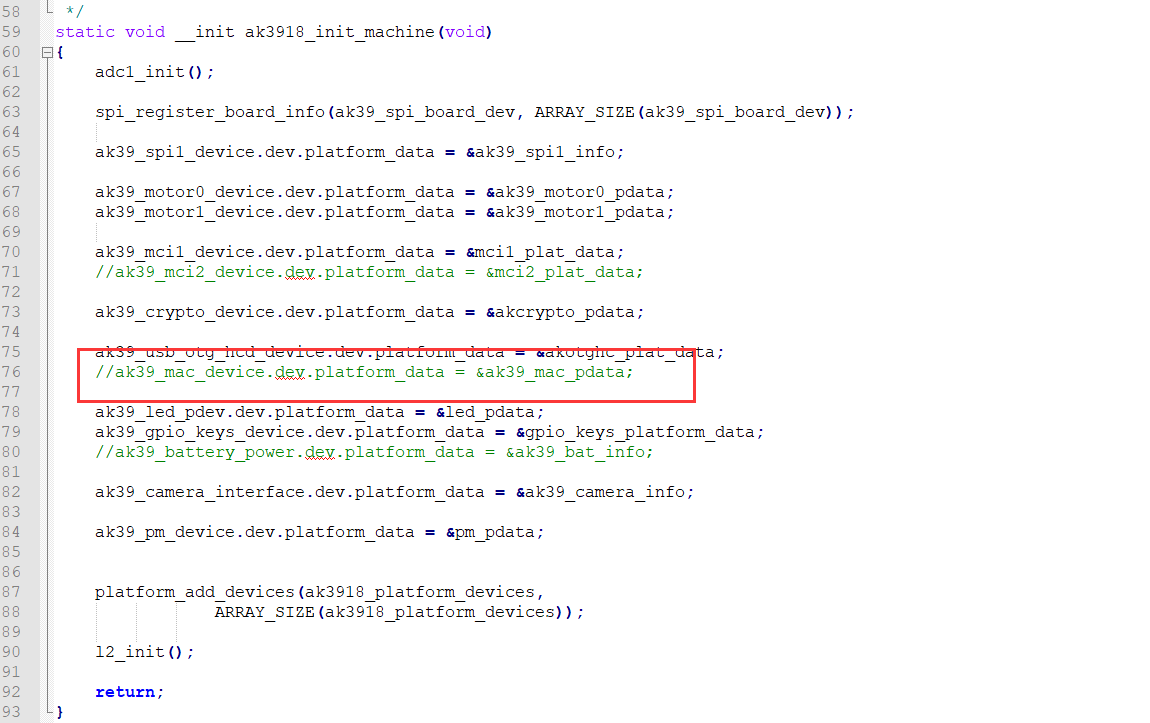 58 */
59 static void __init ak3918_init_machine(void)
60 {
61 adc1_init();
62
63 spi_register_board_info(ak39_spi_board_dev, ARRAY_SIZE(ak39_spi_board_dev));
64
65 ak39_spi1_device.dev.platform_data = &ak39_spi1_info;
66
67 ak39_motor0_device.dev.platform_data = &ak39_motor0_pdata;
68 ak39_motor1_device.dev.platform_data = &ak39_motor1_pdata;
69
70 ak39_mci1_device.dev.platform_data = &mci1_plat_data;
71 //ak39_mci2_device.dev.platform_data = &mci2_plat_data;
72
73 ak39_crypto_device.dev.platform_data = &akcrypto_pdata;
74
75 ak39_usb_otg_hcd_device.dev.platform_data = &akotghc_plat_data;
76 //ak39_mac_device.dev.platform_data = &ak39_mac_pdata;
77
78 ak39_led_pdev.dev.platform_data = &led_pdata;
79 ak39_gpio_keys_device.dev.platform_data = &gpio_keys_platform_data;
80 //ak39_battery_power.dev.platform_data = &ak39_bat_info;
81
82 ak39_camera_interface.dev.platform_data = &ak39_camera_info;
83
84 ak39_pm_device.dev.platform_data = &pm_pdata;
85
86
87 platform_add_devices(ak3918_platform_devices,
88 ARRAY_SIZE(ak3918_platform_devices));
89
90 l2_init();
91
92 return;
93 }